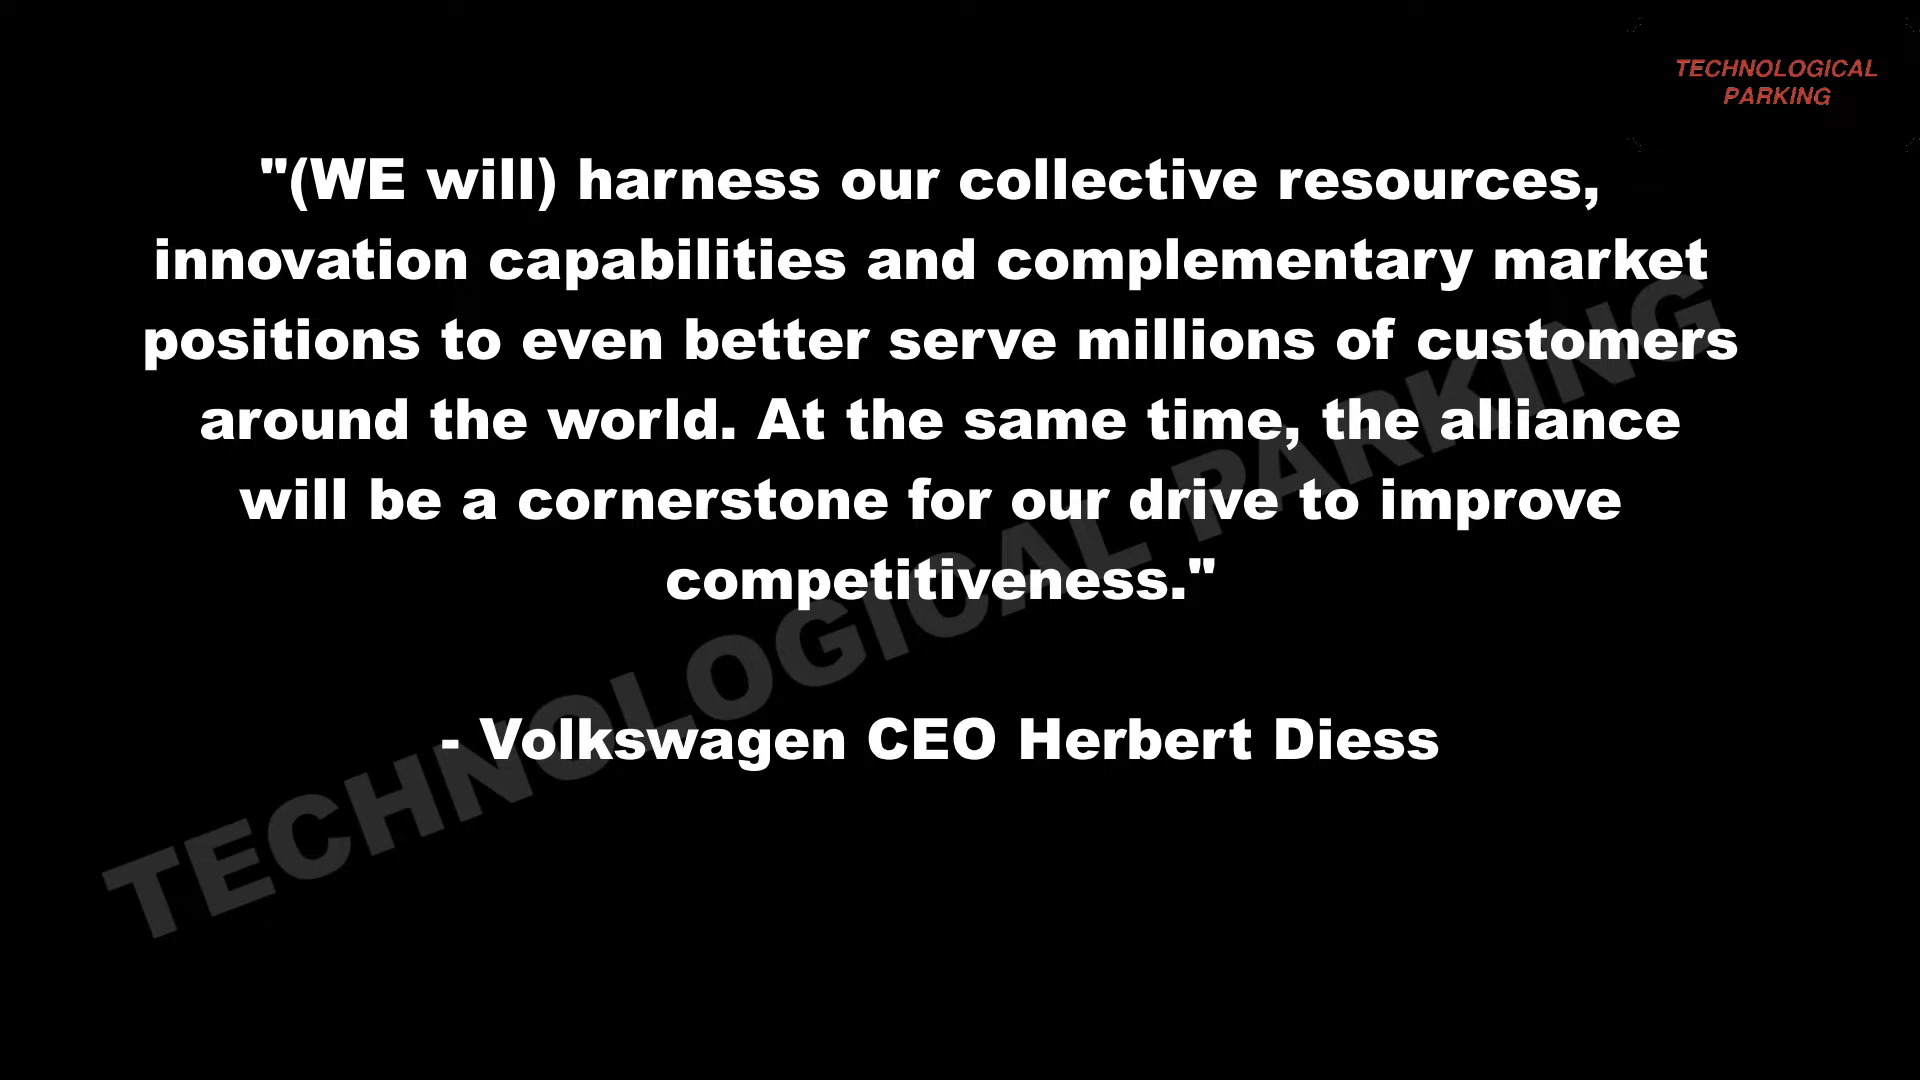 TECHNOLOGICAL
PARKING
"(WE will) harness our collective resources,
innovation capabilities and complementary market
positions to even better serve millions of customers
around the world. At the same time, the alliance
will be a cornerstone for our drive to improve
competitiveness."
- Volkswagen CEO Herbert Diess
TECHNOLOGICAL PARKING